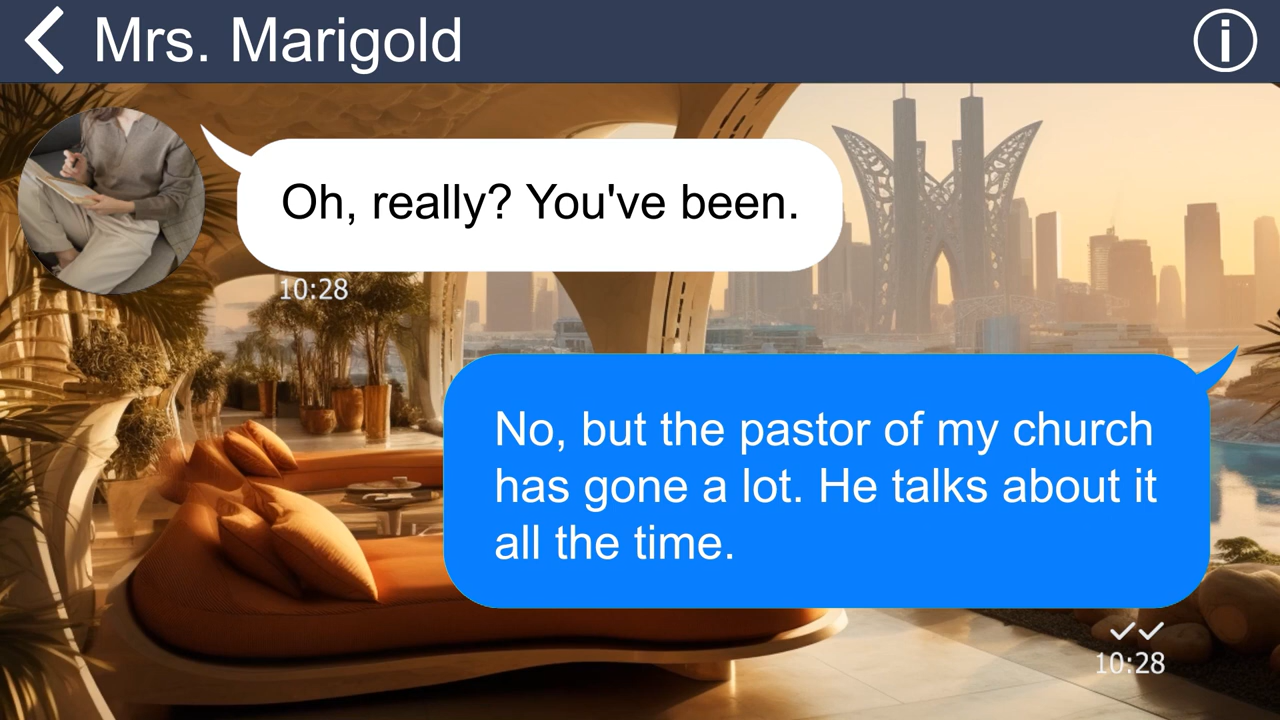 Mrs. Marigold
Oh, really? You've been.
10:28
No, but the pastor of my church
has gone a lot. He talks about it
all the time.
10:28